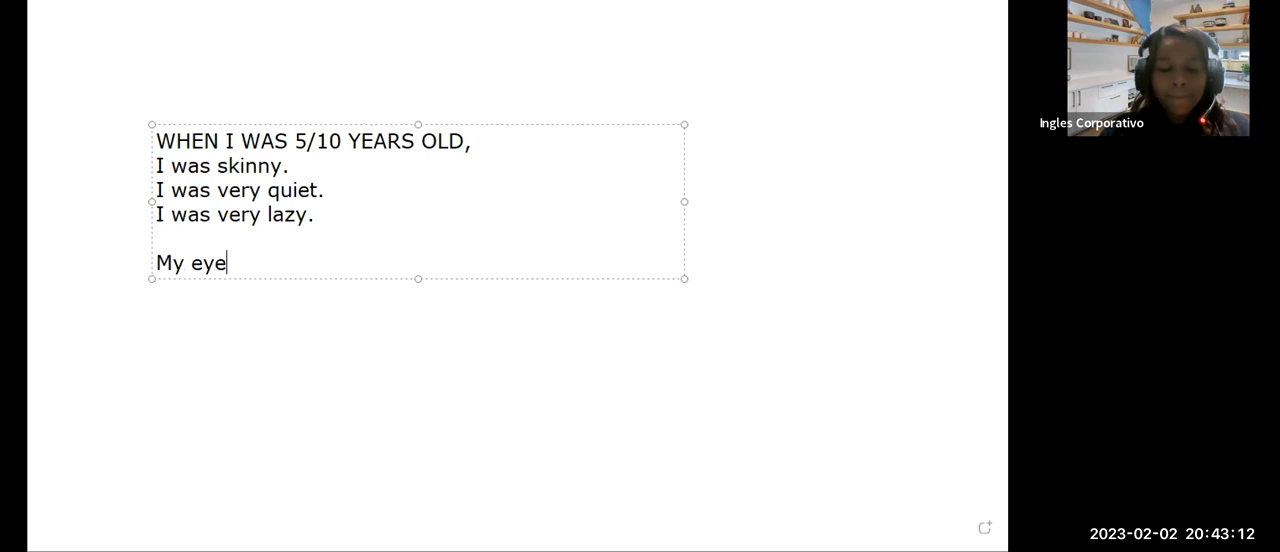 WHEN I WAS 5/10 YEARS OLD,
I was skinny.
I was very quiet.
I was very lazy.
My eye
Ingles Corporativo
2023-02-02 20:43:12